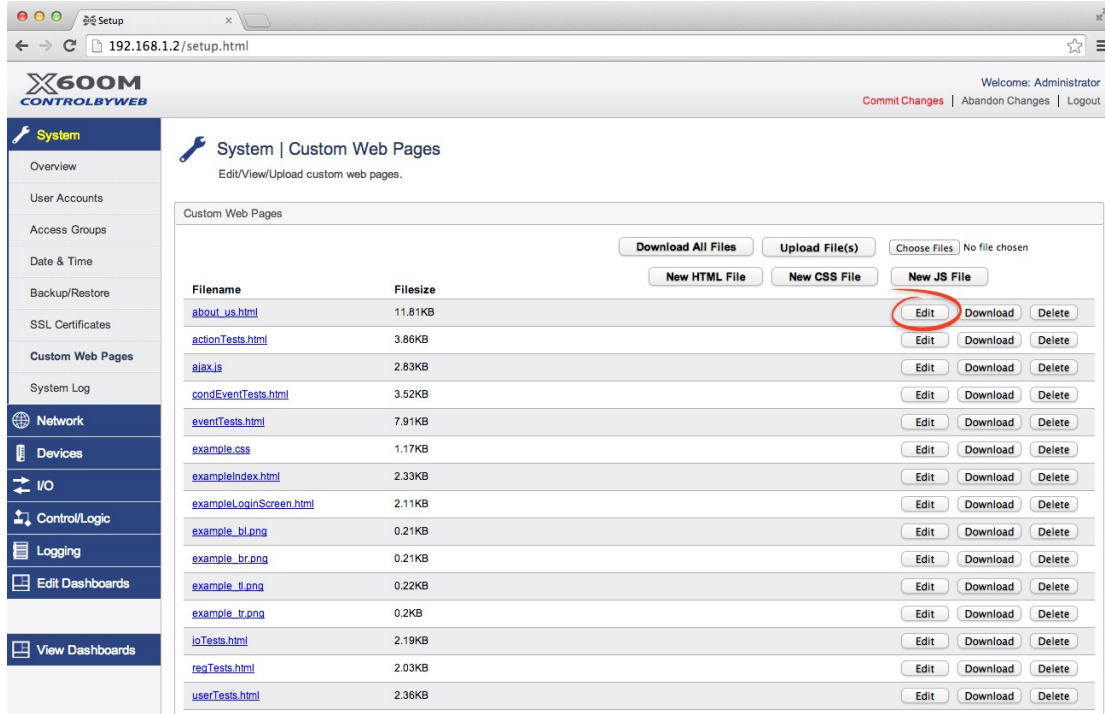 Setup
192.168.1.2/setup.html
X600M
CONTROLBYWEB
Welcome: Administrator
Commit Changes | Abandon Changes | Logout
System
Overview
User Accounts
Access Groups
Date & Time
Backup/Restore
SSL Certificates
Custom Web Pages
System Log
Network
Devices
I/O
Control/Logic
Logging
Edit Dashboards
View Dashboards
System | Custom Web Pages
Edit/View/Upload custom web pages.
Custom Web Pages
Download All Files Upload File(s) Choose Files No file chosen
New HTML File New CSS File New JS File
Filename Filesize
about_us.html 11.81KB Edit Download Delete
actionTests.html 3.86KB Edit Download Delete
ajax.js 2.83KB Edit Download Delete
condEventTests.html 3.52KB Edit Download Delete
eventTests.html 7.91KB Edit Download Delete
example.css 1.17KB Edit Download Delete
exampleIndex.html 2.33KB Edit Download Delete
exampleLoginScreen.html 2.11KB Edit Download Delete
example_bl.png 0.21KB Edit Download Delete
example_br.png 0.21KB Edit Download Delete
example_tl.png 0.22KB Edit Download Delete
example_tr.png 0.2KB Edit Download Delete
ioTests.html 2.19KB Edit Download Delete
regTests.html 2.03KB Edit Download Delete
userTests.html 2.36KB Edit Download Delete